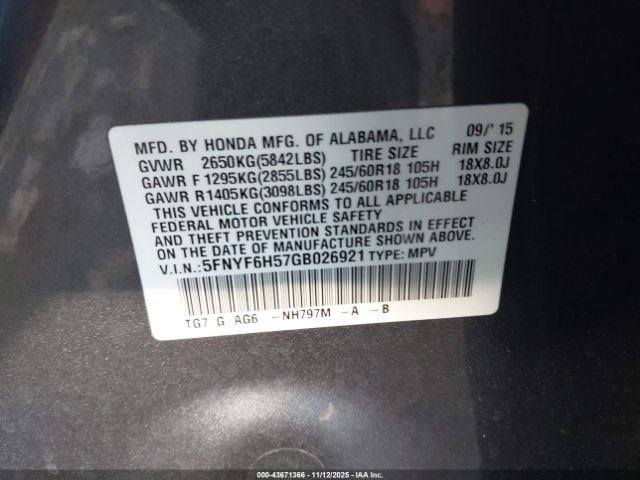 MFD. BY HONDA MFG. OF ALABAMA, LLC 09/'15
GVWR 2650KG(5842LBS) TIRE SIZE RIM SIZE
GAWR F1295KG(2855LBS) 245/60R18 105H 18X8.0J
GAWR R1405KG(3098LBS) 245/60R18 105H 18X8.0J
THIS VEHICLE CONFORMS TO ALL APPLICABLE
FEDERAL MOTOR VEHICLE SAFETY
AND THEFT PREVENTION STANDARDS IN EFFECT
ON THE DATE OF MANUFACTURE SHOWN ABOVE.
V.I.N.:5FNYF6H57GB026921 TYPE: MPV
TG7 G AG6 -NH797M -A -B
© - 43671366 - 11/12/2025 - IAA Inc.